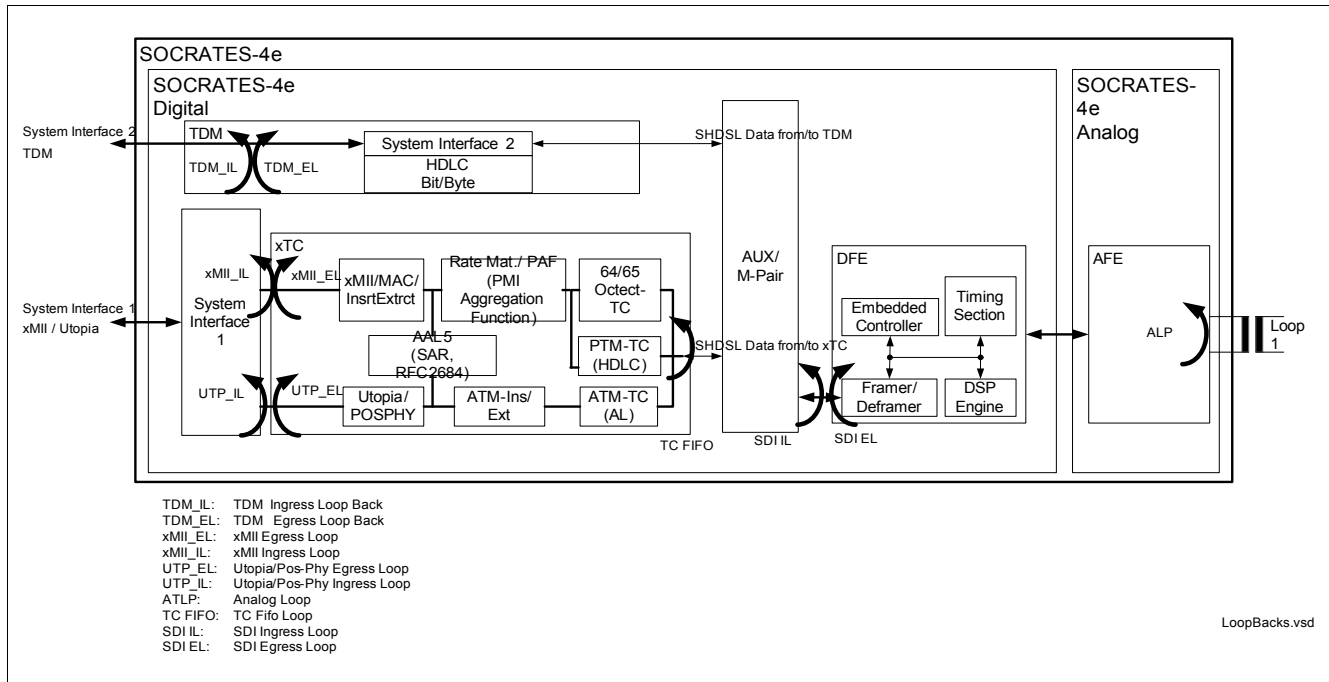 SOCRATES-4e
SOCRATES-4e
Digital
SOCRATES-
4e
Analog
System Interface 2
TDM
TDM
TDM_IL
TDM_EL
System Interface 2
HDLC
Bit/Byte
SHDSL Data from/to TDM
AUX/
M-Pair
System Interface 1
xMII / Utopia
xMII_IL
System
Interface
1
UTP_IL
xTC
xMII_EL
xMII/MAC/
InsrtExtrct
Rate Mat./ PAF
(PMI
Aggregation
Function)
64/65
Octect-
TC
AAL5
(SAR,
RFC2684)
PTM-TC
(HDLC)
SHDSL Data from/to xTC
UTP_EL
Utopia/
POSPHY
ATM-Ins/
Ext
ATM-TC
(AL)
TC FIFO
SDI IL
SDI EL
DFE
Embedded
Controller
Timing
Section
Framer/
Deframer
DSP
Engine
AFE
ALP
Loop
1
TDM_IL: TDM Ingress Loop Back
TDM_EL: TDM Egress Loop Back
xMII_EL: xMII Egress Loop
xMII_IL: xMII Ingress Loop
UTP_EL: Utopia/Pos-Phy Egress Loop
UTP_IL: Utopia/Pos-Phy Ingress Loop
ATLP: Analog Loop
TC FIFO: TC Fifo Loop
SDI IL: SDI Ingress Loop
SDI EL: SDI Egress Loop
LoopBacks.vsd